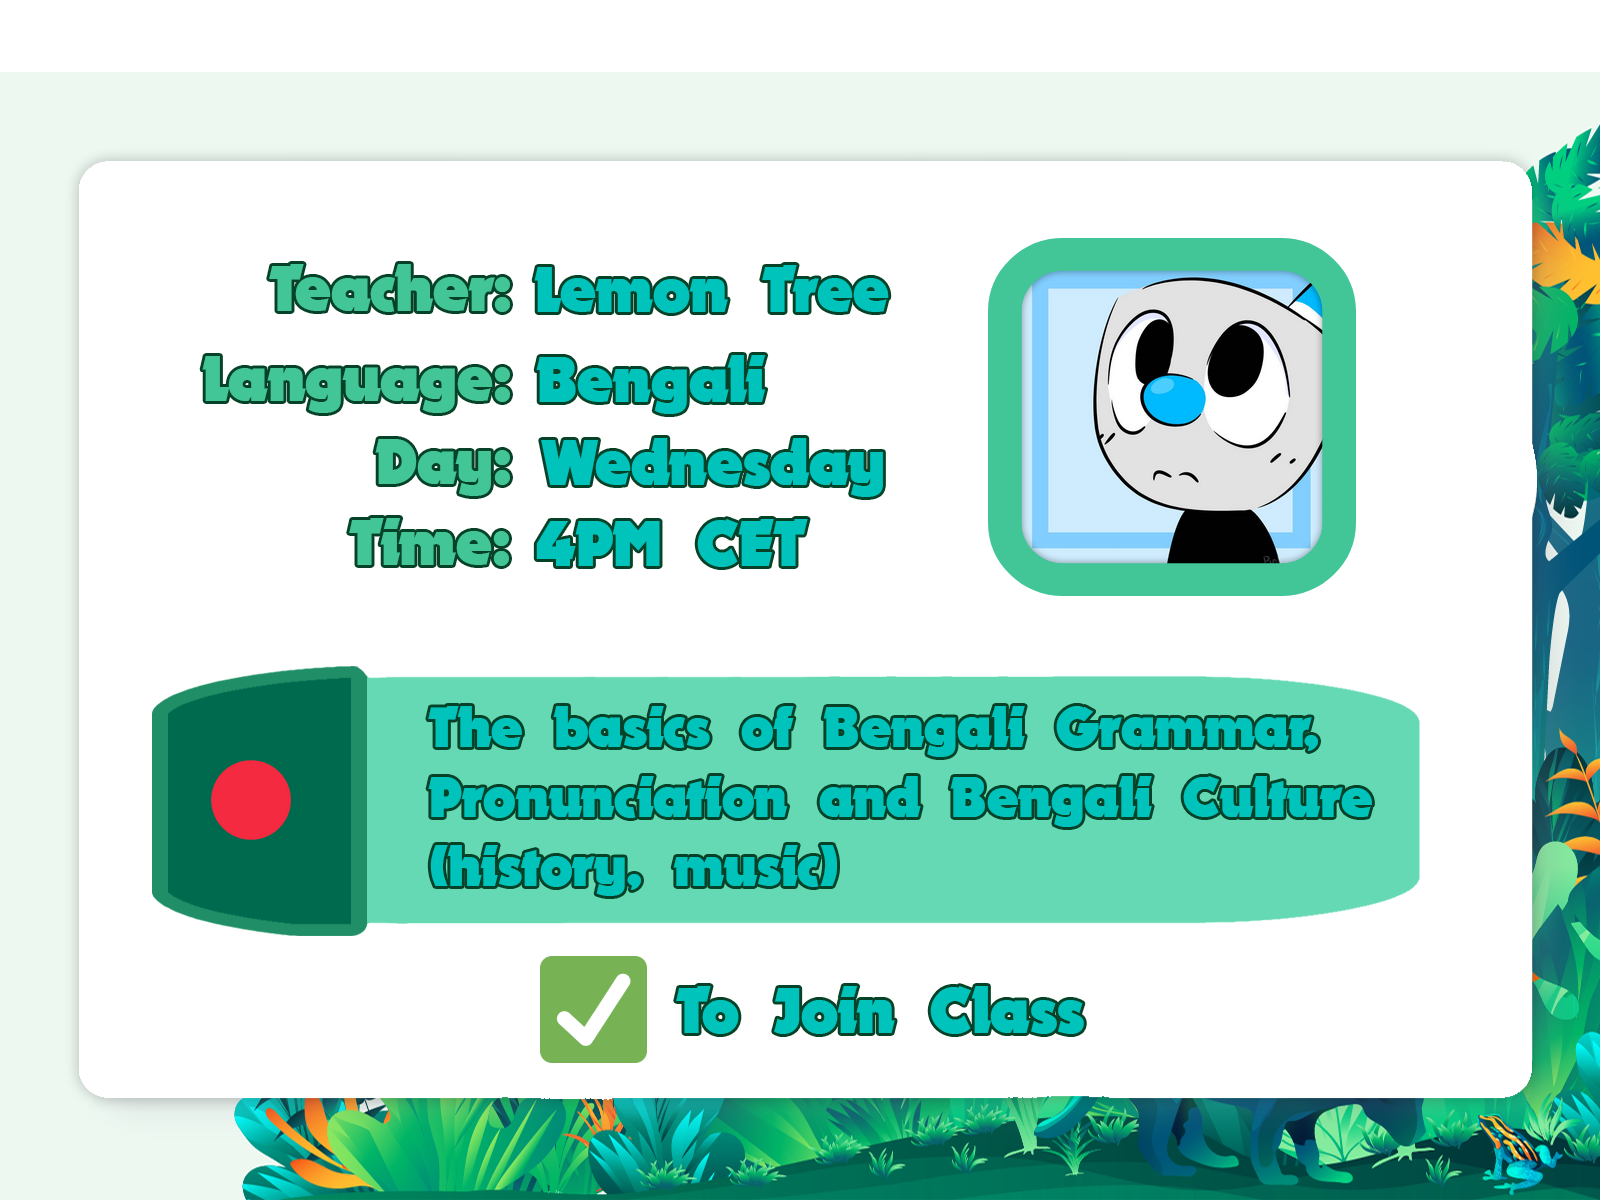 Teacher: Lemon Tree
Language: Bengali
Day: Wednesday
Time: 4PM CET
The basics of Bengali Grammar,
Pronunciation and Bengali Culture
(history, music)
To Join Class